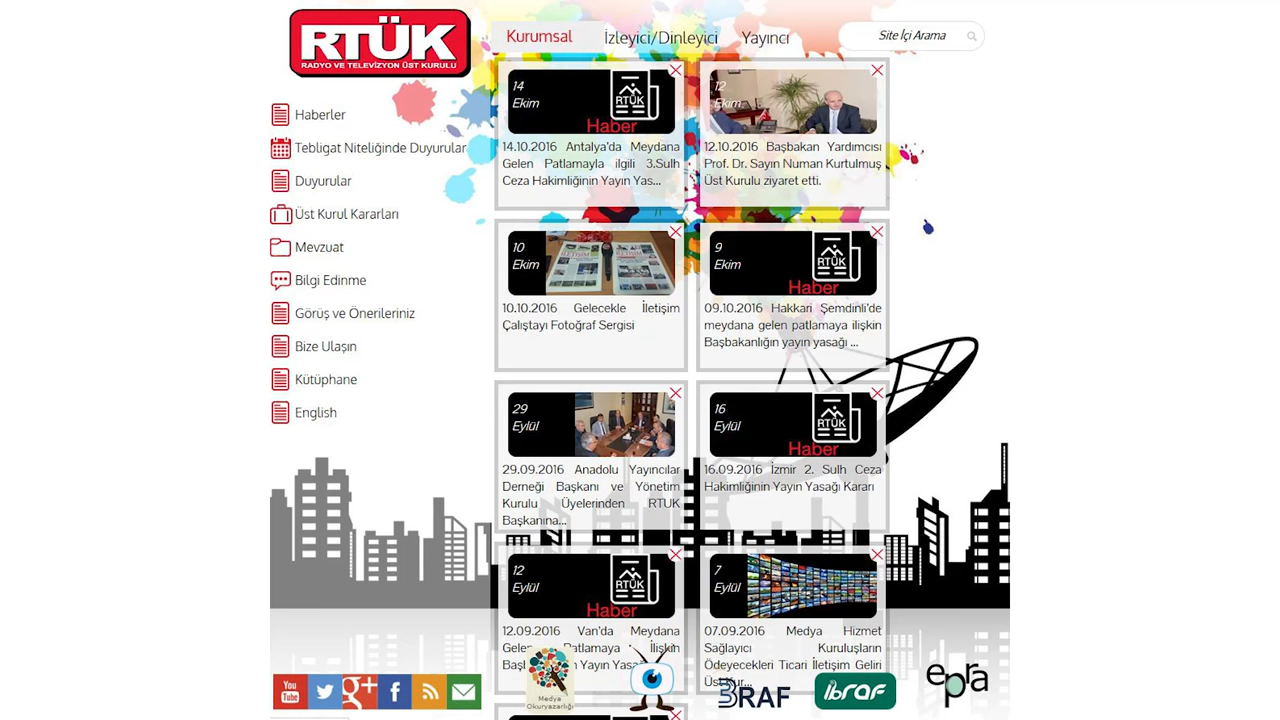 RTÜK
RADYO VE TELEVİZYON ÜST KURULU
Kurumsal
İzleyici/Dinleyici
Yayıncı
Site İçi Arama
Haberler
Tebligat Niteliğinde Duyurular
Duyurular
Üst Kurul Kararları
Mevzuat
Bilgi Edinme
Görüş ve Önerileriniz
Bize Ulaşın
Kütüphane
English
14
Ekim
RTÜK
Haber
14.10.2016 Antalya'da Meydana
Gelen Patlamayla ilgili 3.Sulh
Ceza Hakimliğinin Yayın Yas...
12
Ekim
12.10.2016 Başbakan Yardımcısı
Prof. Dr. Sayın Numan Kurtulmuş
Üst Kurulu ziyaret etti.
10
Ekim
10.10.2016 Gelecekle İletişim
Çalıştayı Fotoğraf Sergisi
9
Ekim
RTÜK
Haber
09.10.2016 Hakkari Şemdinli'de
meydana gelen patlamaya ilişkin
Başbakanlığın yayın yasağı ...
29
Eylül
29.09.2016 Anadolu Yayıncılar
Derneği Başkanı ve Yönetim
Kurulu Üyelerinden RTUK
Başkanına...
16
Eylül
RTÜK
Haber
16.09.2016 İzmir 2. Sulh Ceza
Hakimliğinin Yayın Yasağı Kararı
12
Eylül
RTÜK
Haber
12.09.2016 Van'da Meydana
Patlamaya İlişkin
Yayın
7
Eylül
07.09.2016 Medya Hizmet
Sağlayıcı Kuruluşların
Ödeyecekleri Ticari İletişim Geliri
Üst
You
Tube
g+
f
Medya
Okuryazarlığı
BRAF
ibraf
epra